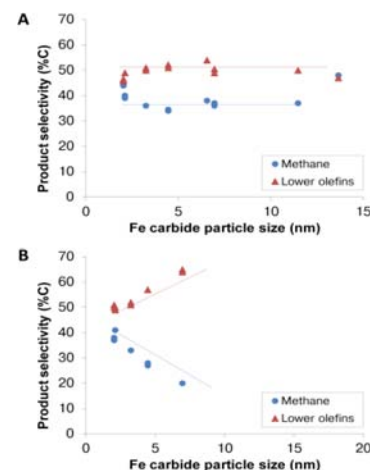 A
70
60
50
40
30
20
10
0
Product selectivity (%C)
Methane
Lower olefins
0 5 10 15 20
Fe carbide particle size (nm)
B
70
60
50
40
30
20
10
0
Product selectivity (%C)
Methane
Lower olefins
0 5 10 15 20
Fe carbide particle size (nm)